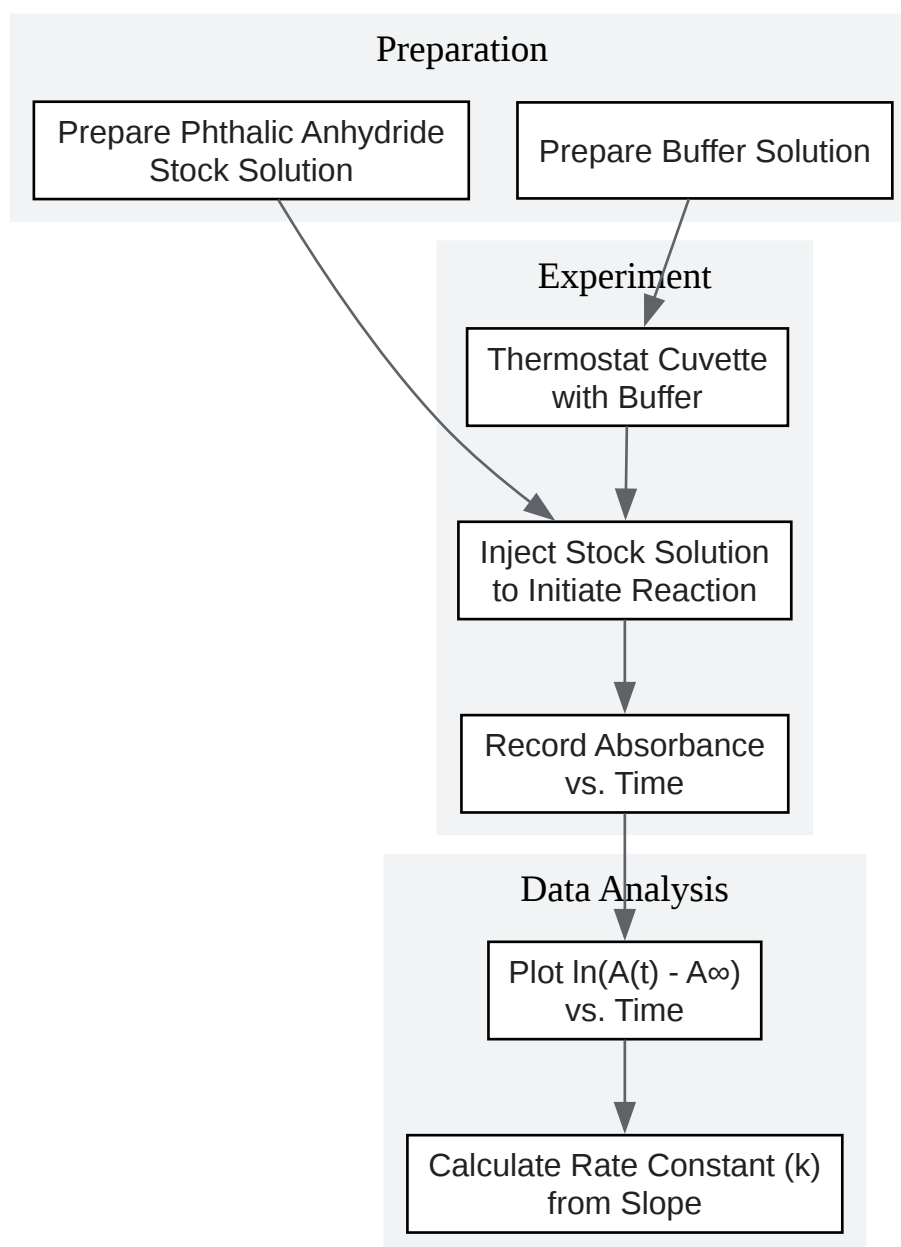 Preparation
Prepare Phthalic Anhydride
Stock Solution
Prepare Buffer Solution
Experiment
Thermostat Cuvette
with Buffer
Inject Stock Solution
to Initiate Reaction
Record Absorbance
vs. Time
Data Analysis
Plot ln(A(t) - A∞)
vs. Time
Calculate Rate Constant (k)
from Slope